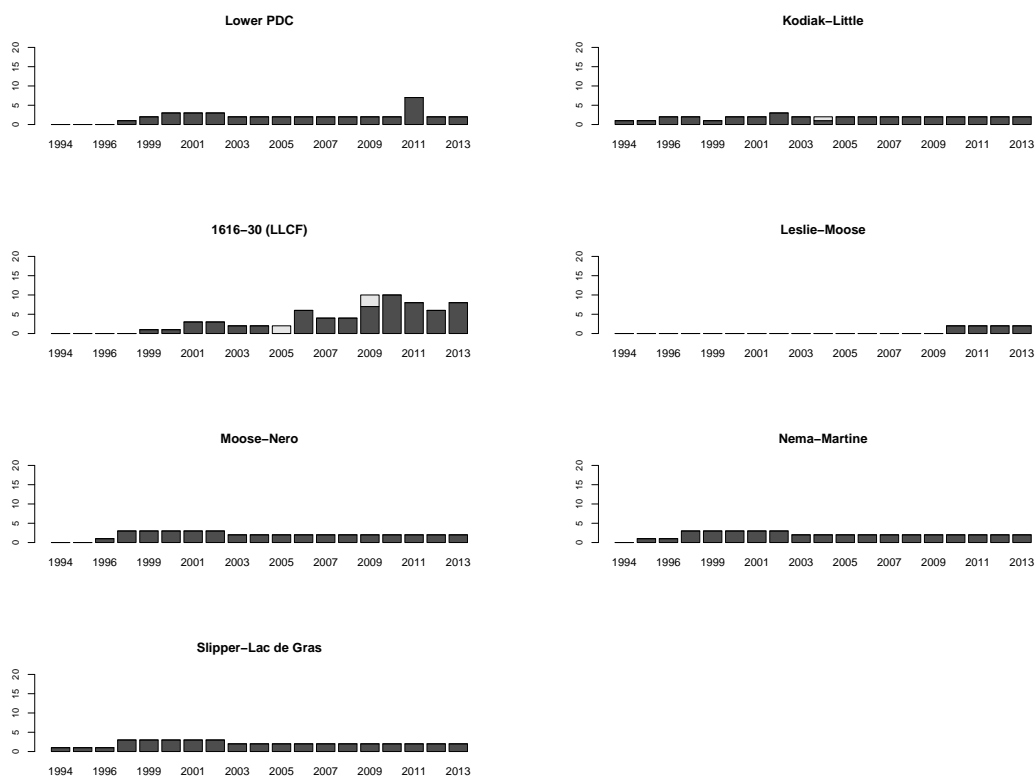 Lower PDC
0 5 10 15 20
1994 1996 1999 2001 2003 2005 2007 2009 2011 2013
Kodiak–Little
0 5 10 15 20
1994 1996 1999 2001 2003 2005 2007 2009 2011 2013
1616–30 (LLCF)
0 5 10 15 20
1994 1996 1999 2001 2003 2005 2007 2009 2011 2013
Leslie–Moose
0 5 10 15 20
1994 1996 1999 2001 2003 2005 2007 2009 2011 2013
Moose–Nero
0 5 10 15 20
1994 1996 1999 2001 2003 2005 2007 2009 2011 2013
Nema–Martine
0 5 10 15 20
1994 1996 1999 2001 2003 2005 2007 2009 2011 2013
Slipper–Lac de Gras
0 5 10 15 20
1994 1996 1999 2001 2003 2005 2007 2009 2011 2013